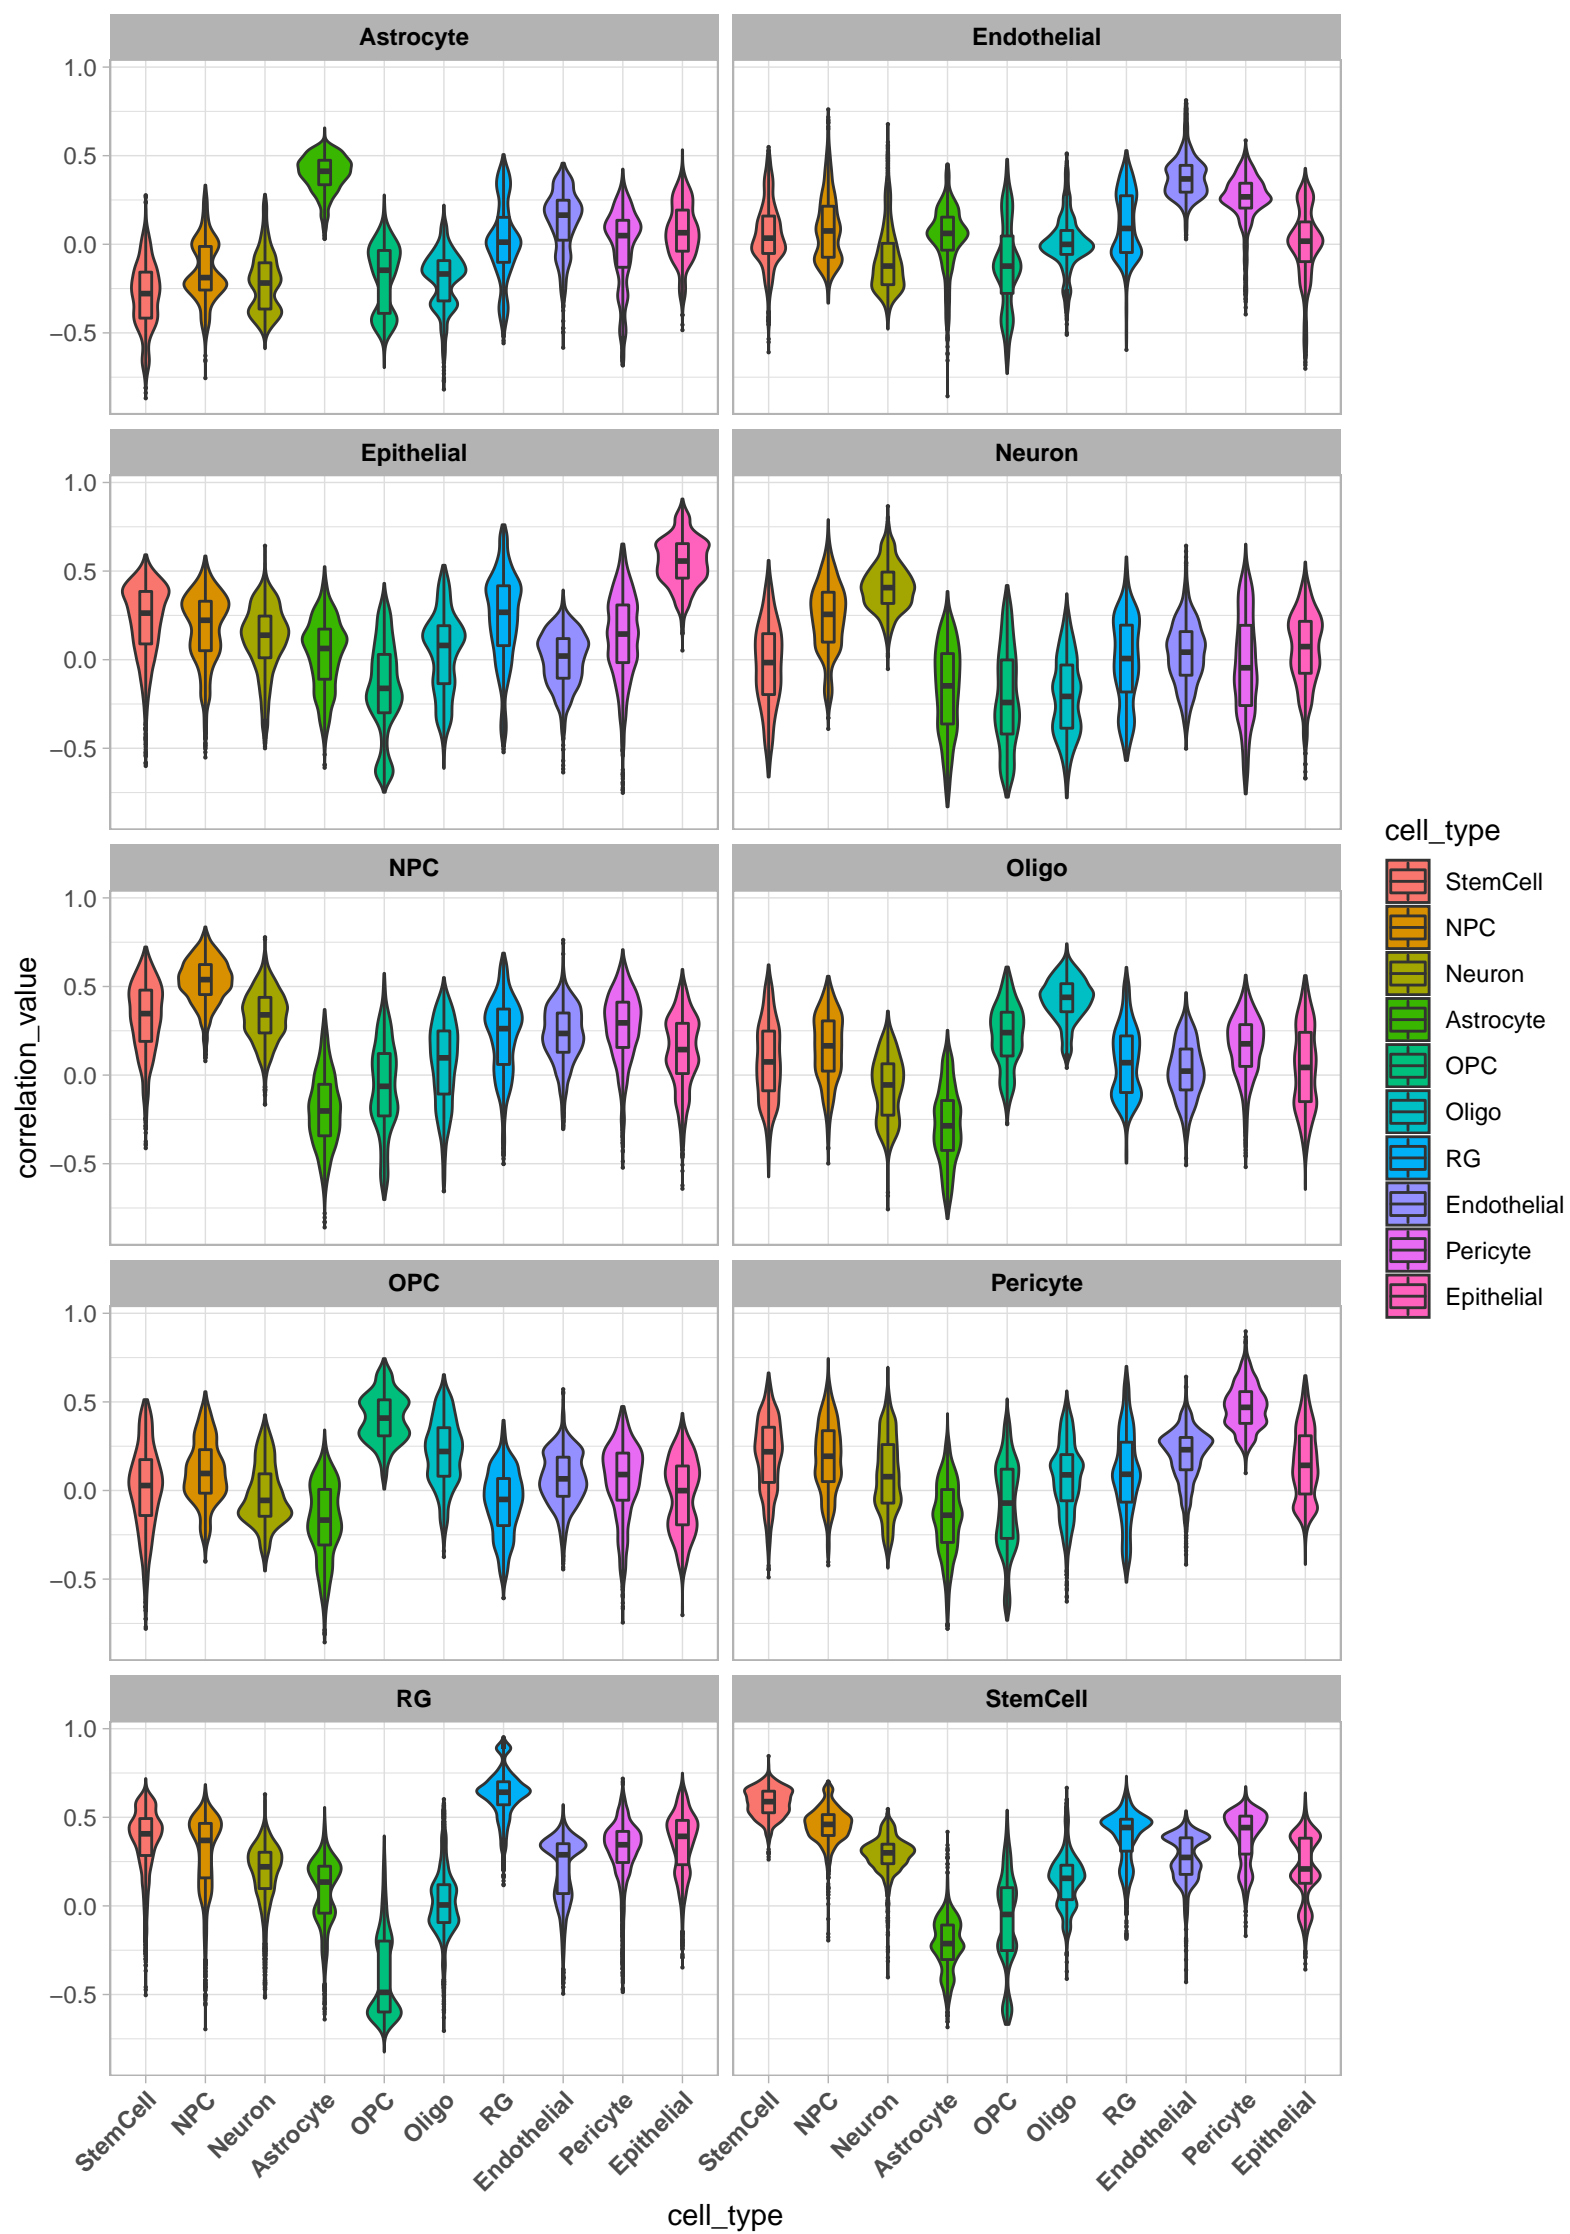 Astrocyte Endothelial
1.0
0.5
0.0
−0.5
Epithelial Neuron
1.0
0.5
0.0
−0.5
NPC Oligo
1.0
0.5
0.0
−0.5
OPC Pericyte
1.0
0.5
0.0
−0.5
RG StemCell
1.0
0.5
0.0
−0.5
StemCell NPC Neuron Astrocyte OPC Oligo RG Endothelial Pericyte Epithelial StemCell NPC Neuron Astrocyte OPC Oligo RG Endothelial Pericyte Epithelial
cell_type
correlation_value
cell_type
StemCell
NPC
Neuron
Astrocyte
OPC
Oligo
RG
Endothelial
Pericyte
Epithelial